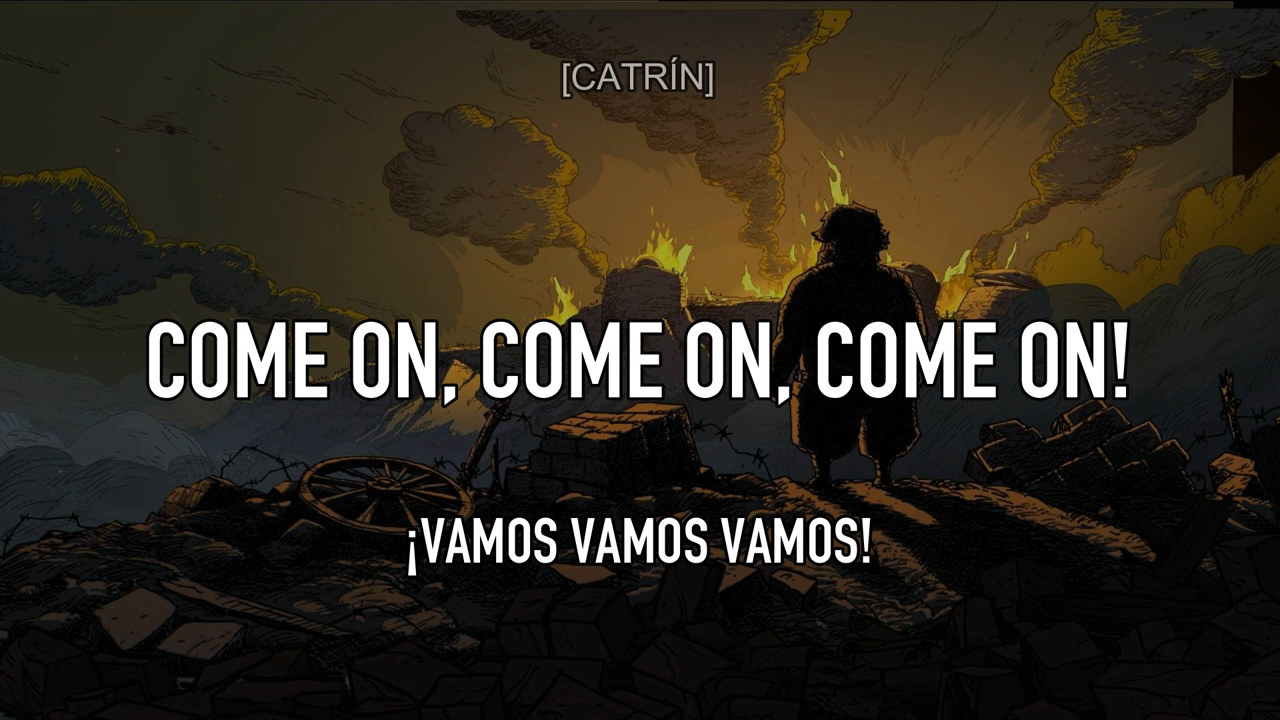 [CATRÍN]
COME ON, COME ON, COME ON!
¡VAMOS VAMOS VAMOS!